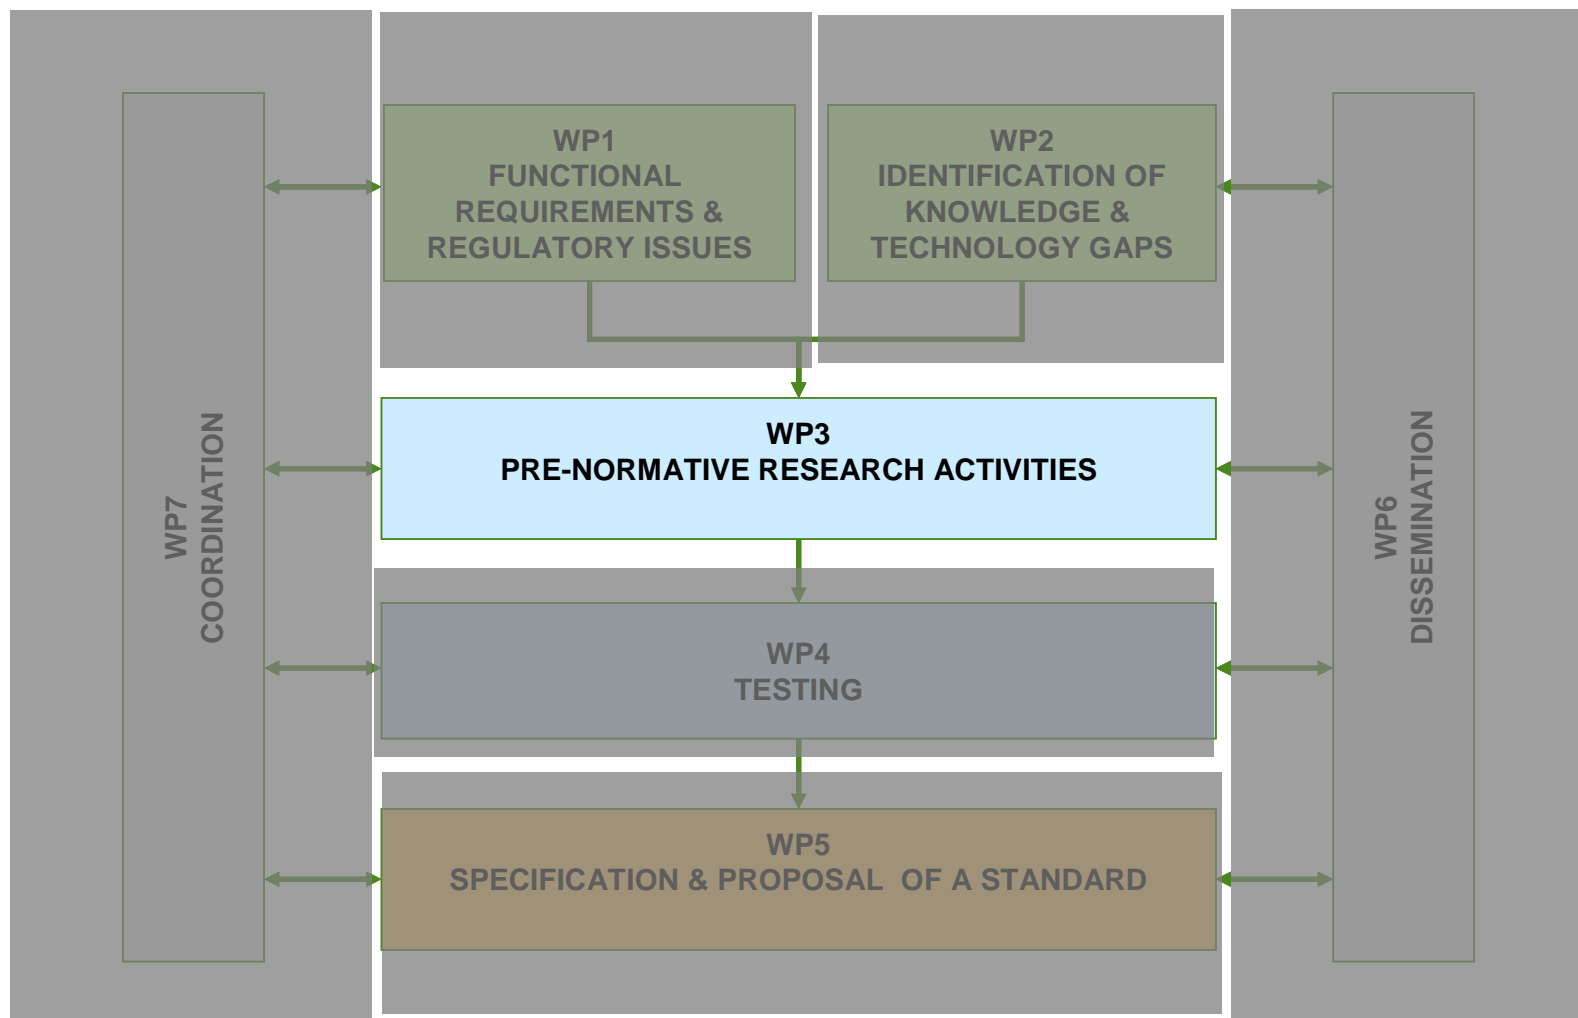 WP1
FUNCTIONAL
REQUIREMENTS &
REGULATORY ISSUES
WP2
IDENTIFICATION OF
KNOWLEDGE &
TECHNOLOGY GAPS
WP3
PRE-NORMATIVE RESEARCH ACTIVITIES
WP7
COORDINATION
WP6
DISSEMINATION
WP4
TESTING
WP5
SPECIFICATION & PROPOSAL  OF A STANDARD